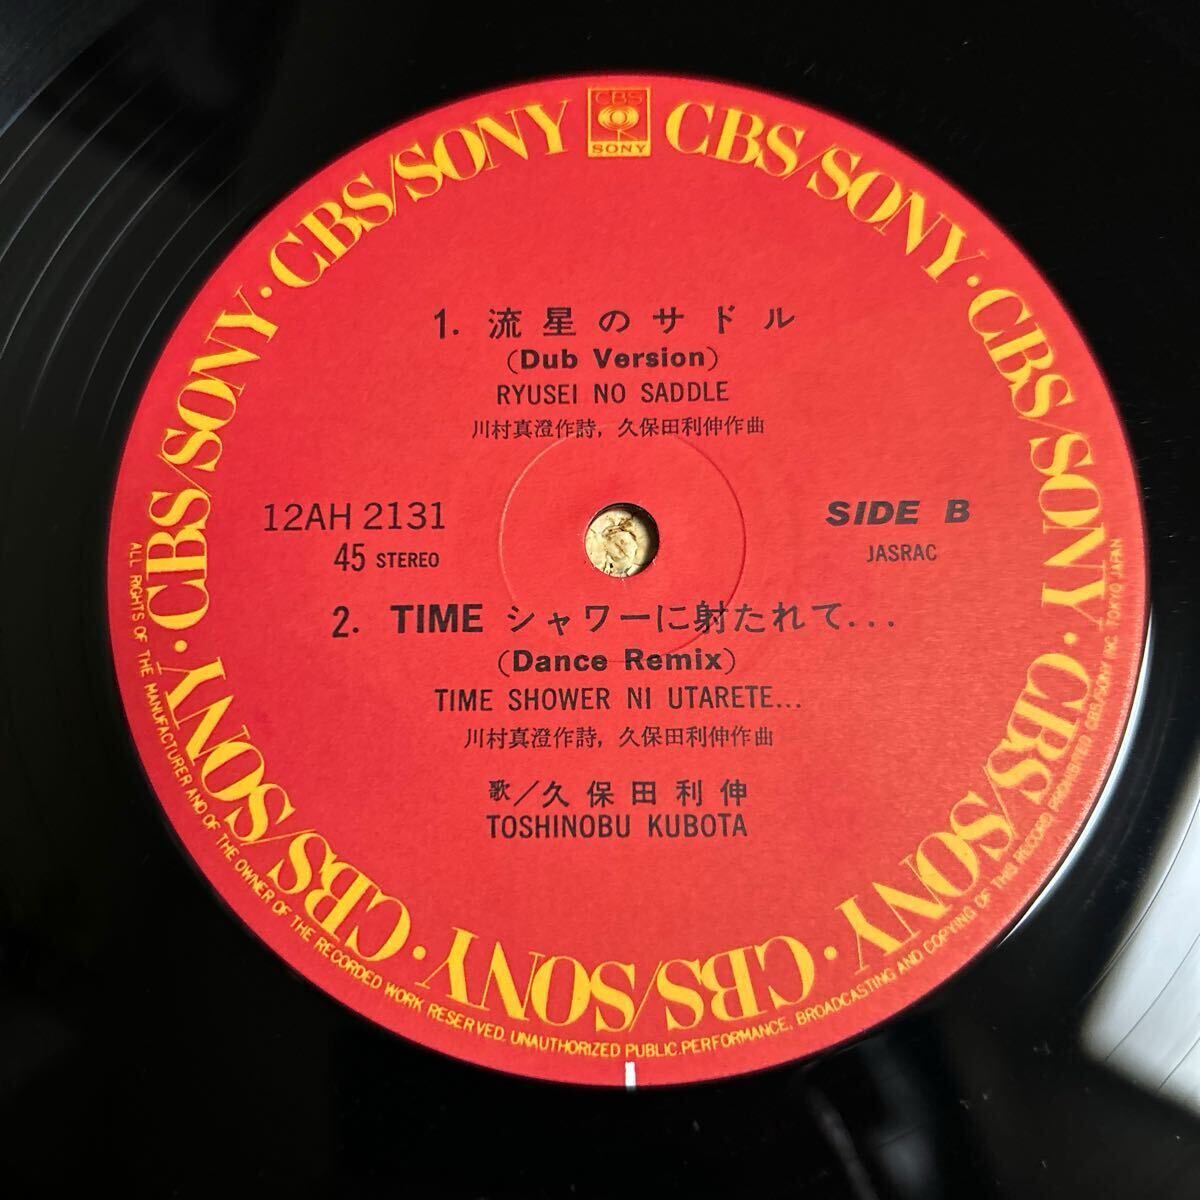 CBS
SONY
CBS/SONY · CBS/SONY · CBS/SONY · CBS/SONY · CBS/SONY · CBS/SONY · CBS/SONY · CBS/SONY
1. 流星のサドル
(Dub Version)
RYUSEI NO SADDLE
川村真澄作詩, 久保田利伸作曲
12AH 2131
45 STEREO
SIDE B
JASRAC
2. TIME シャワーに射たれて...
(Dance Remix)
TIME SHOWER NI UTARETE...
川村真澄作詩, 久保田利伸作曲
歌/久保田利伸
TOSHINOBU KUBOTA
ALL RIGHTS OF THE MANUFACTURER AND OF THE OWNER OF THE RECORDED WORK RESERVED. UNAUTHORIZED PUBLIC PERFORMANCE, BROADCASTING AND COPYING OF THIS RECORD PROHIBITED CBS/SONY INC. TOKYO JAPAN